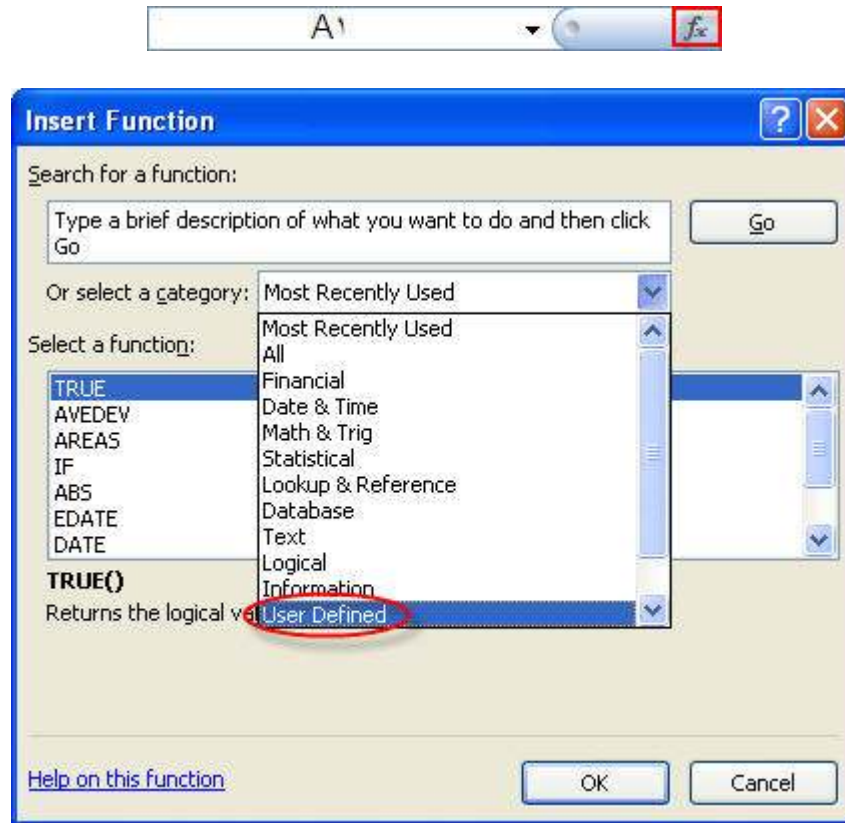 A۱
fx
Insert Function
Search for a function:
Type a brief description of what you want to do and then click
Go
Go
Or select a category: Most Recently Used
Most Recently Used
All
Financial
Date & Time
Math & Trig
Statistical
Lookup & Reference
Database
Text
Logical
Information
User Defined
Select a function:
TRUE
AVEDEV
AREAS
IF
ABS
EDATE
DATE
TRUE()
Returns the logical
Help on this function
OK
Cancel